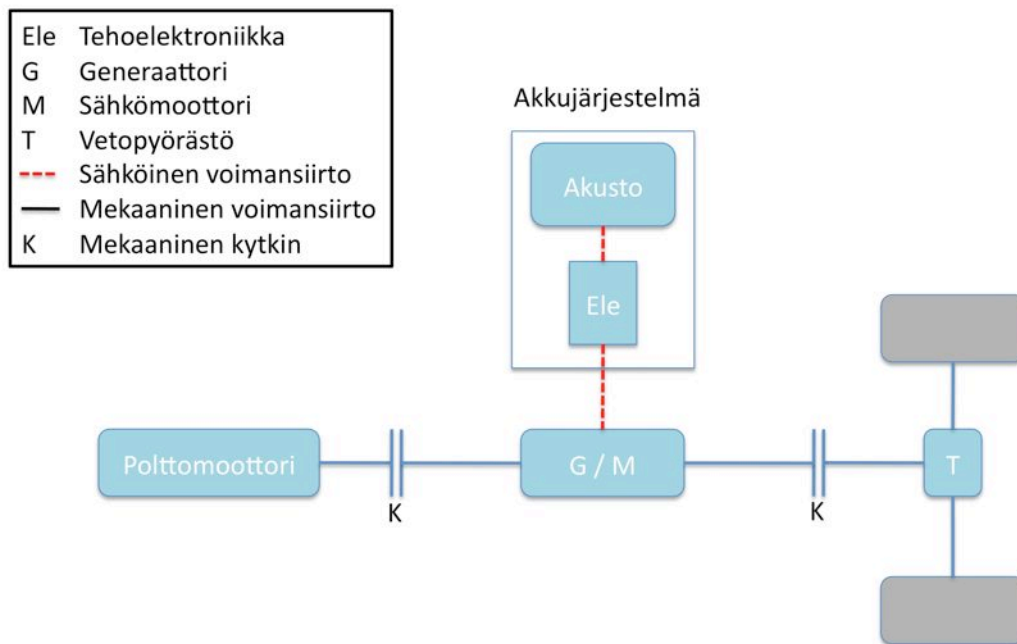 Ele Tehoelektroniikka
G Generaattori
M Sähkömoottori
T Vetopyörästö
Sähköinen voimansiirto
Mekaaninen voimansiirto
K Mekaaninen kytkin
Akkujärjestelmä
Akusto
Ele
Polttomoottori
G / M
T
K
K